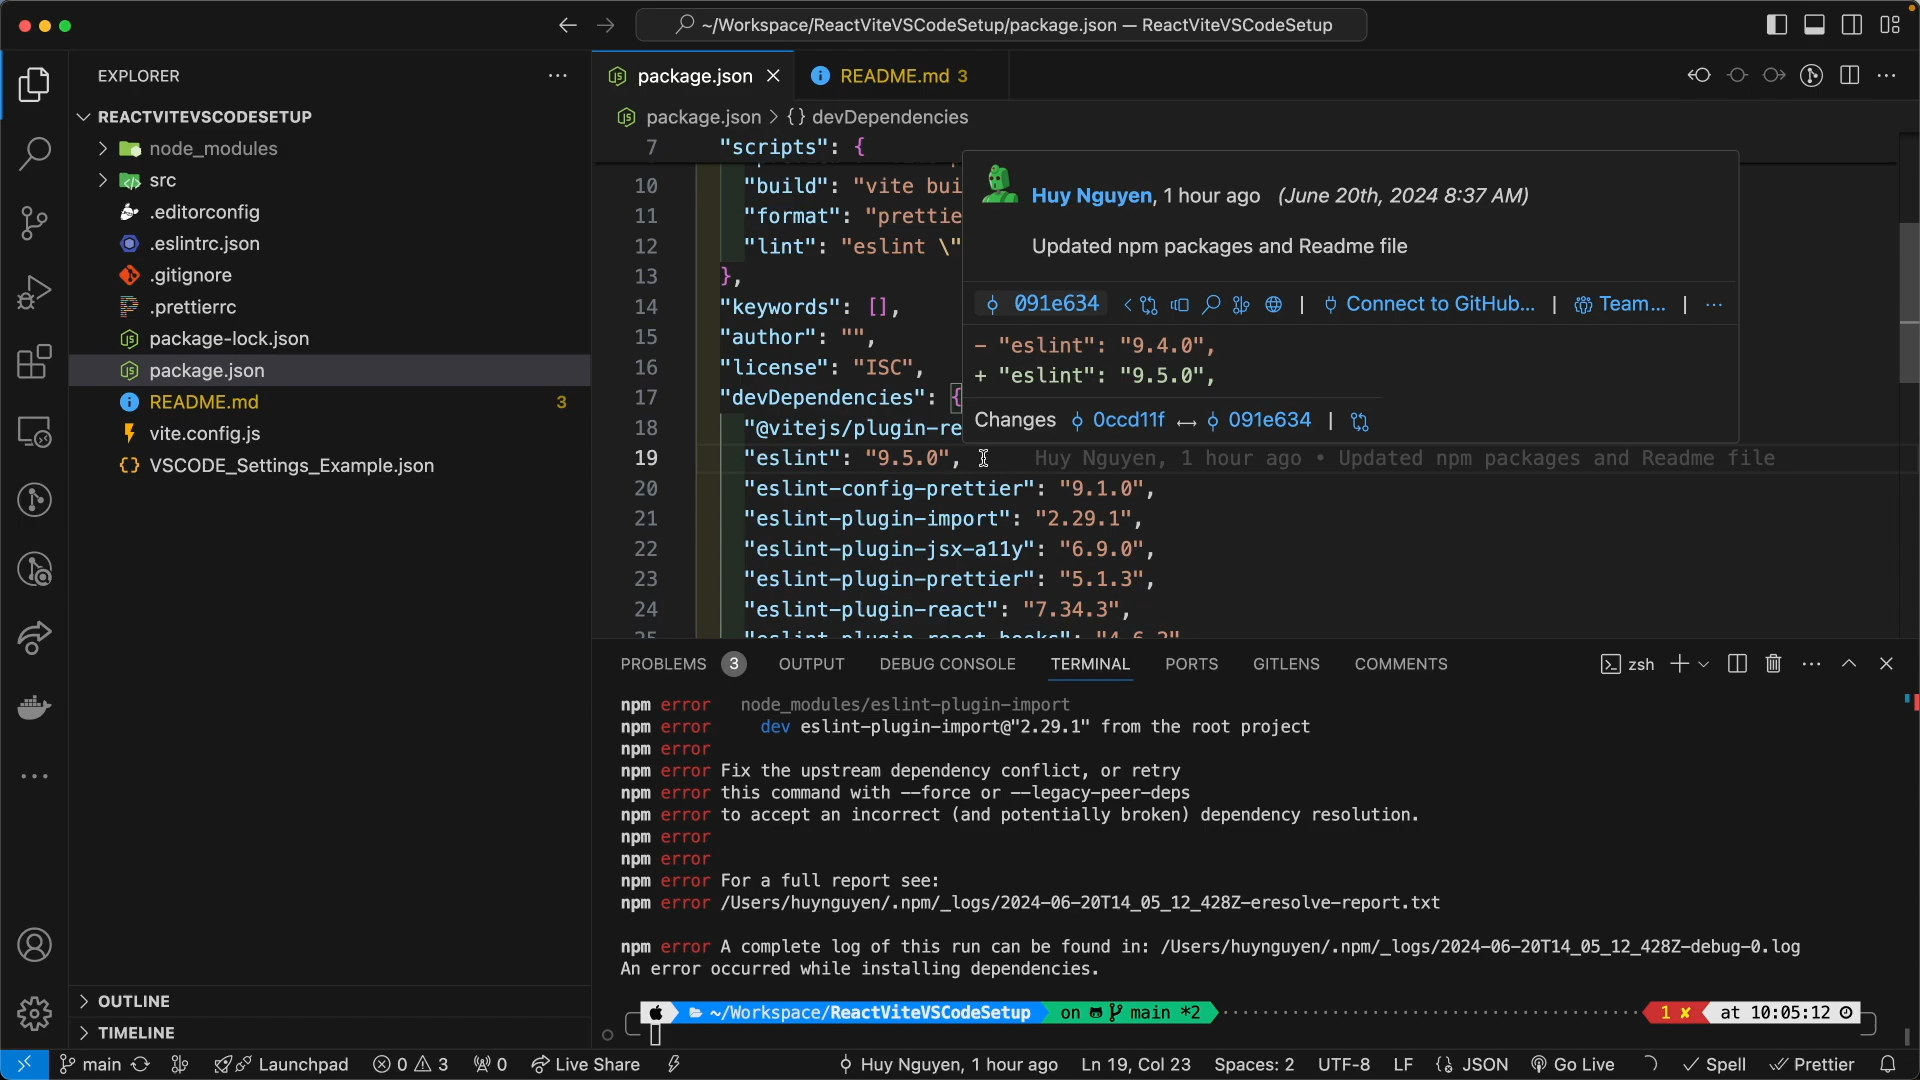 ~/Workspace/ReactViteVSCodeSetup/package.json — ReactViteVSCodeSetup
EXPLORER
REACTVITEVSCODESETUP
node_modules
src
.editorconfig
.eslintrc.json
.gitignore
.prettierrc
package-lock.json
package.json
README.md 3
vite.config.js
VSCODE_Settings_Example.json
OUTLINE
TIMELINE
package.json
README.md 3
package.json > {} devDependencies
7 "scripts": {
10 "build": "vite bui
11 "format": "prettie
12 "lint": "eslint \"
13 },
14 "keywords": [],
15 "author": "",
16 "license": "ISC",
17 "devDependencies": {
18 "@vitejs/plugin-re
19 "eslint": "9.5.0", Huy Nguyen, 1 hour ago • Updated npm packages and Readme file
20 "eslint-config-prettier": "9.1.0",
21 "eslint-plugin-import": "2.29.1",
22 "eslint-plugin-jsx-a11y": "6.9.0",
23 "eslint-plugin-prettier": "5.1.3",
24 "eslint-plugin-react": "7.34.3",
Huy Nguyen, 1 hour ago (June 20th, 2024 8:37 AM)
Updated npm packages and Readme file
091e634 | Connect to GitHub... | Team... | ...
- "eslint": "9.4.0",
+ "eslint": "9.5.0",
Changes 0ccd11f ↔ 091e634 |
PROBLEMS 3 OUTPUT DEBUG CONSOLE TERMINAL PORTS GITLENS COMMENTS
zsh
npm error node_modules/eslint-plugin-import
npm error dev eslint-plugin-import@"2.29.1" from the root project
npm error
npm error Fix the upstream dependency conflict, or retry
npm error this command with --force or --legacy-peer-deps
npm error to accept an incorrect (and potentially broken) dependency resolution.
npm error
npm error
npm error For a full report see:
npm error /Users/huynguyen/.npm/_logs/2024-06-20T14_05_12_428Z-eresolve-report.txt
npm error A complete log of this run can be found in: /Users/huynguyen/.npm/_logs/2024-06-20T14_05_12_428Z-debug-0.log
An error occurred while installing dependencies.
~/Workspace/ReactViteVSCodeSetup on main *2 1 ✘ at 10:05:12
main Launchpad 0 3 0 Live Share Huy Nguyen, 1 hour ago Ln 19, Col 23 Spaces: 2 UTF-8 LF {} JSON Go Live Spell Prettier